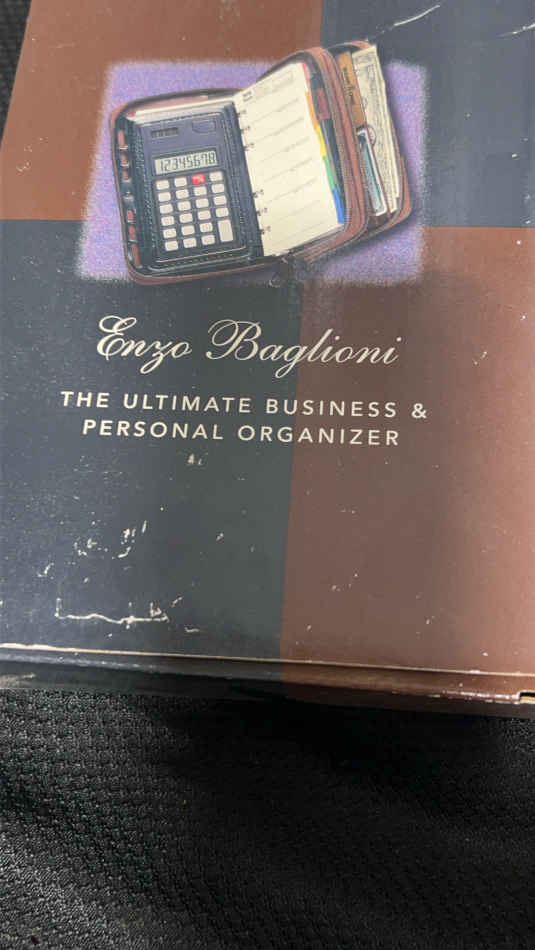 12345678
Enzo Baglioni
THE ULTIMATE BUSINESS &
PERSONAL ORGANIZER